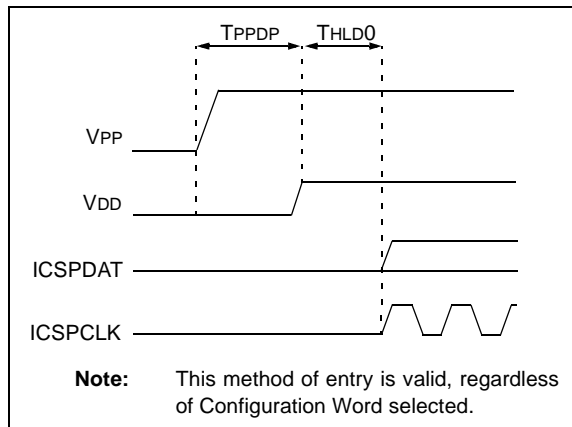 TPPDP THLD0
VPP
VDD
ICSPDAT
ICSPCLK
Note: This method of entry is valid, regardless
of Configuration Word selected.